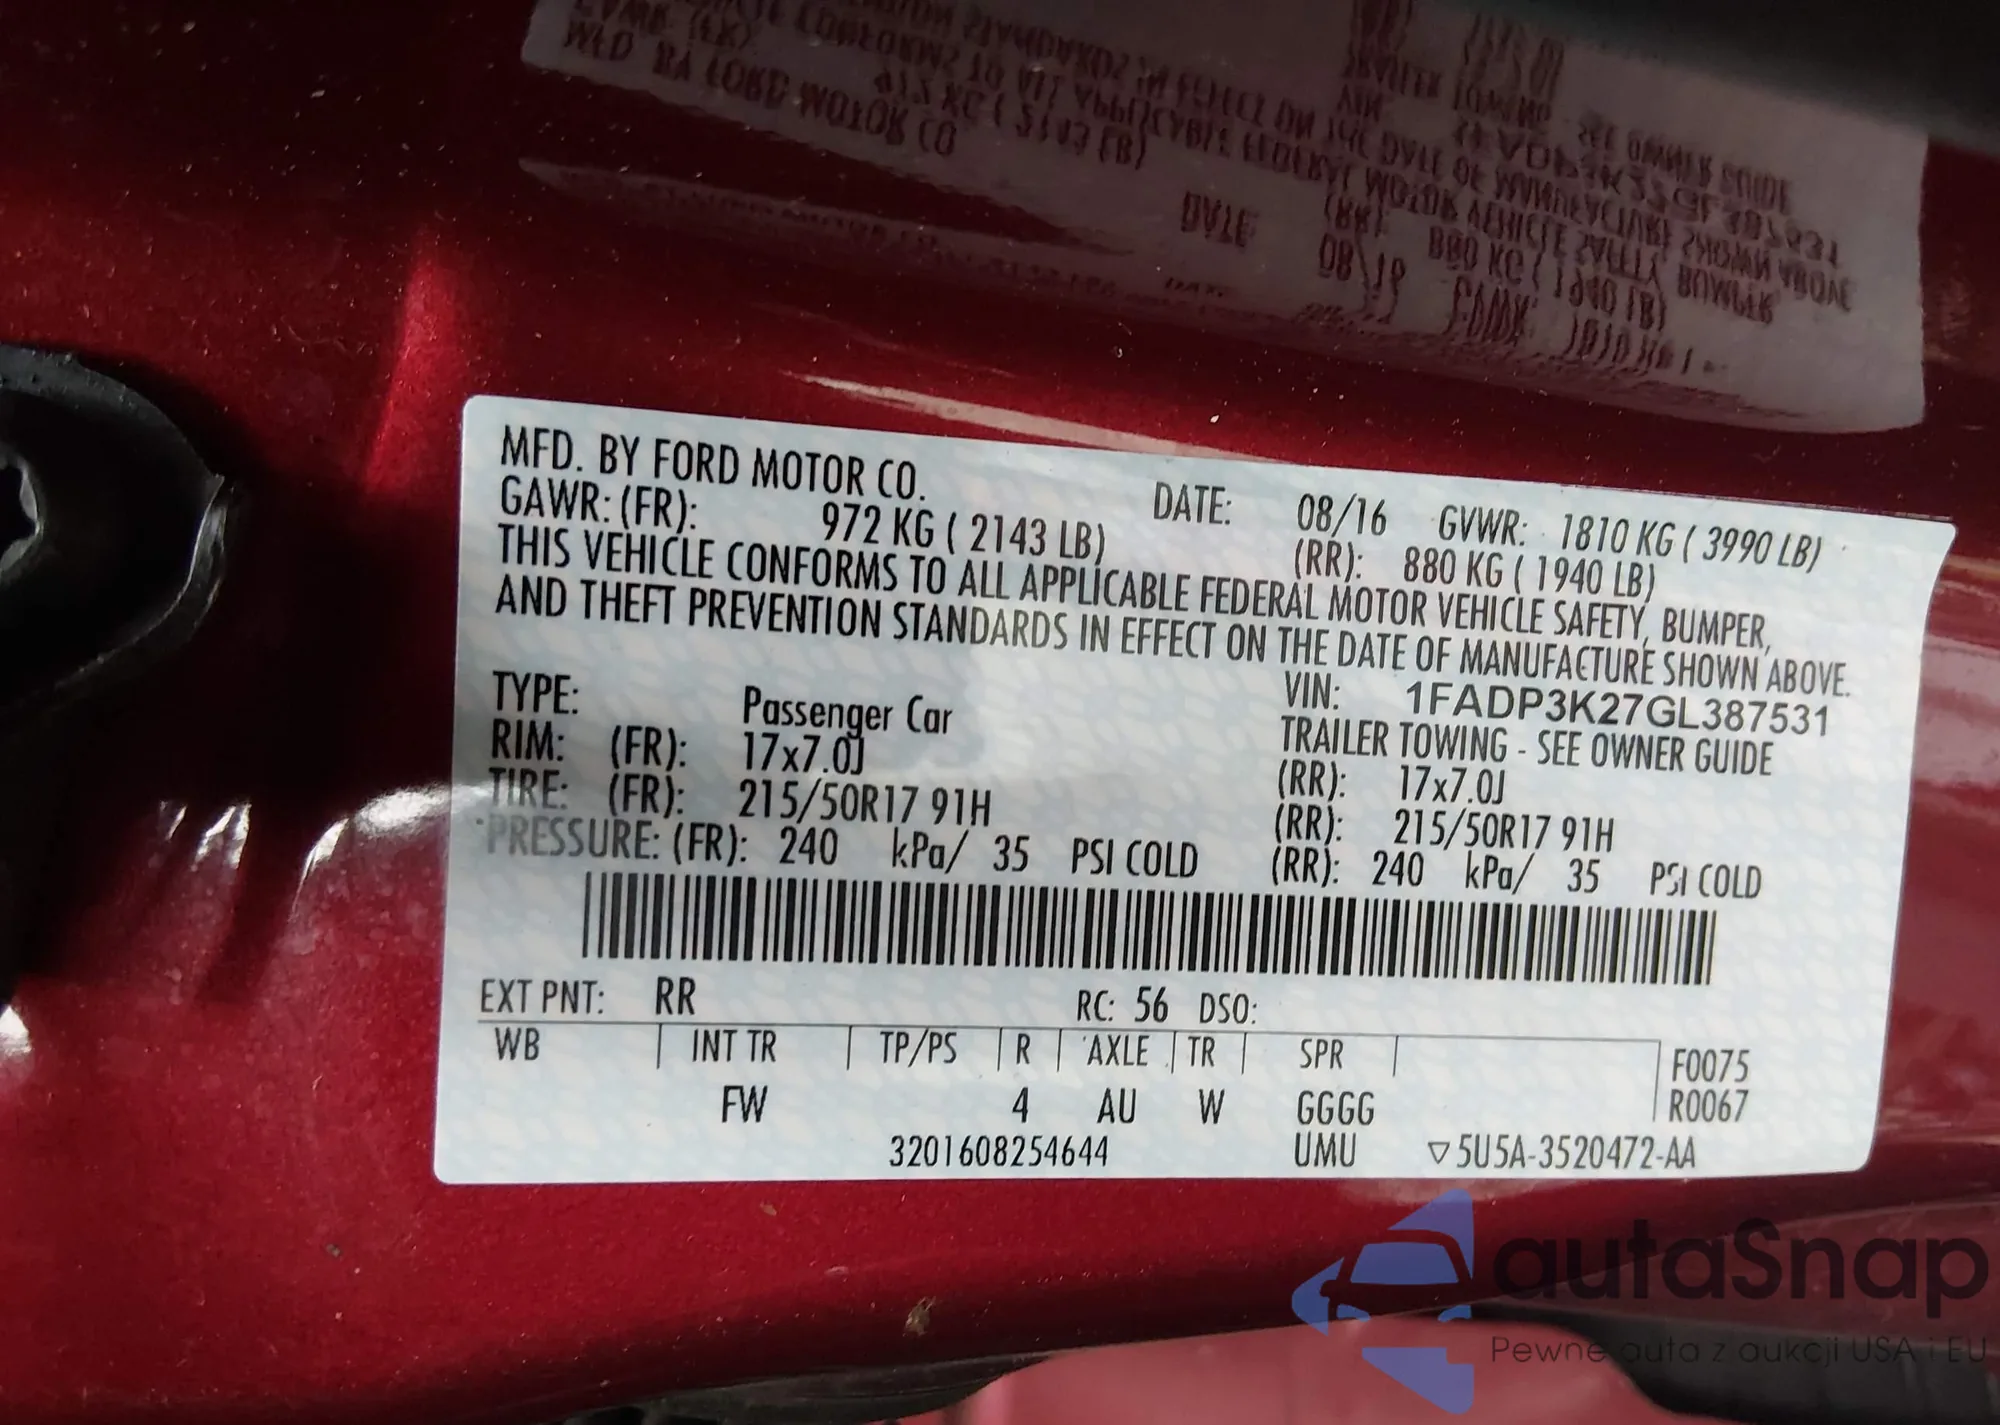 MFD. BY FORD MOTOR CO. DATE: 08/16 GVWR: 1810 KG ( 3990 LB)
GAWR: (FR): 972 KG ( 2143 LB) (RR): 880 KG ( 1940 LB)
THIS VEHICLE CONFORMS TO ALL APPLICABLE FEDERAL MOTOR VEHICLE SAFETY, BUMPER,
AND THEFT PREVENTION STANDARDS IN EFFECT ON THE DATE OF MANUFACTURE SHOWN ABOVE.
VIN: 1FADP3K27GL387531
TYPE: Passenger Car TRAILER TOWING - SEE OWNER GUIDE
RIM: (FR): 17x7.0J (RR): 17x7.0J
TIRE: (FR): 215/50R17 91H (RR): 215/50R17 91H
PRESSURE: (FR): 240 kPa/ 35 PSI COLD (RR): 240 kPa/ 35 PSI COLD
EXT PNT: RR RC: 56 DSO:
WB INT TR TP/PS R AXLE TR SPR F0075
FW 4 AU W GGGG R0067
3201608254644 UMU ▽5U5A-3520472-AA
autaSnap
Pewne auta z aukcji USA i EU